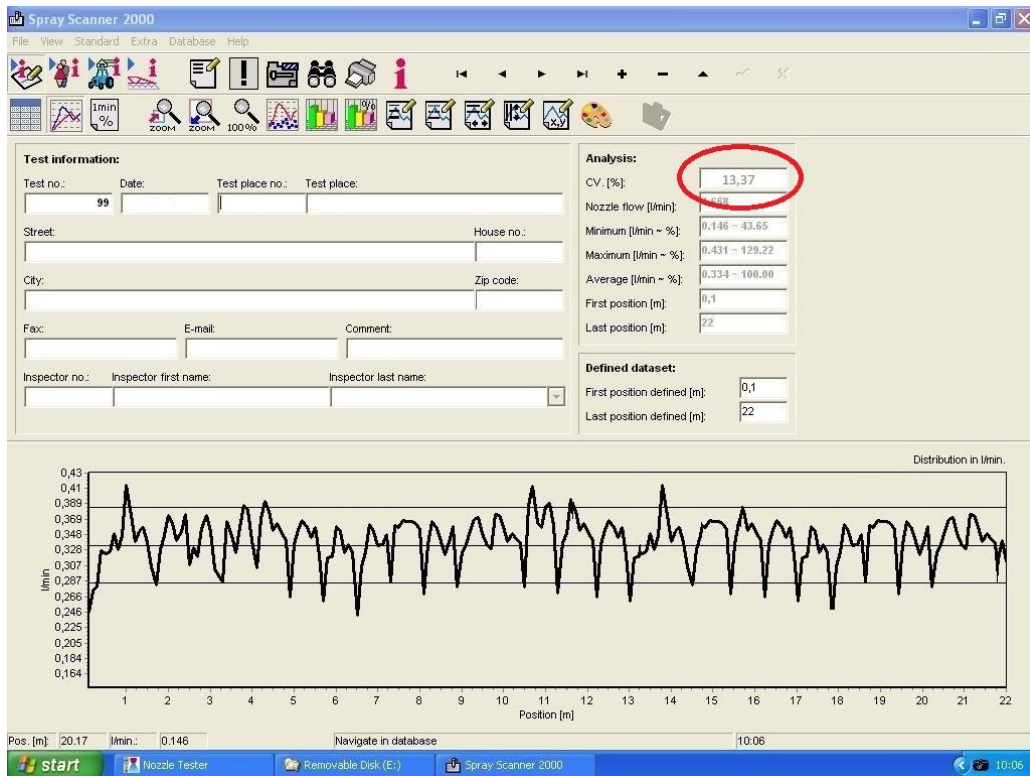 Spray Scanner 2000
File View Standard Extra Database Help
1min
%
ZOOM ZOOM 100% % x,y
Test information:
Test no.: Date: Test place no.: Test place:
99
Street: House no.:
City: Zip code:
Fax: E-mail: Comment:
Inspector no.: Inspector first name: Inspector last name:
Analysis:
CV. [%]: 13,37
Nozzle flow [l/min]: 1.668
Minimum [l/min ~ %]: 0.146 ~ 43.65
Maximum [l/min ~ %]: 0.431 ~ 129.22
Average [l/min ~ %]: 0.334 ~ 100.00
First position [m]: 0,1
Last position [m]: 22
Defined dataset:
First position defined [m]: 0,1
Last position defined [m]: 22
Distribution in l/min.
0,43
0,41
0,389
0,369
0,348
0,328
0,307
0,287
0,266
0,246
0,225
0,205
0,184
0,164
l/min
1 2 3 4 5 6 7 8 9 10 11 12 13 14 15 16 17 18 19 20 21 22
Position [m]
Pos. [m]: 20.17 l/min.: 0.146 Navigate in database 10:06
start Nozzle Tester Removable Disk (E:) Spray Scanner 2000 10:06